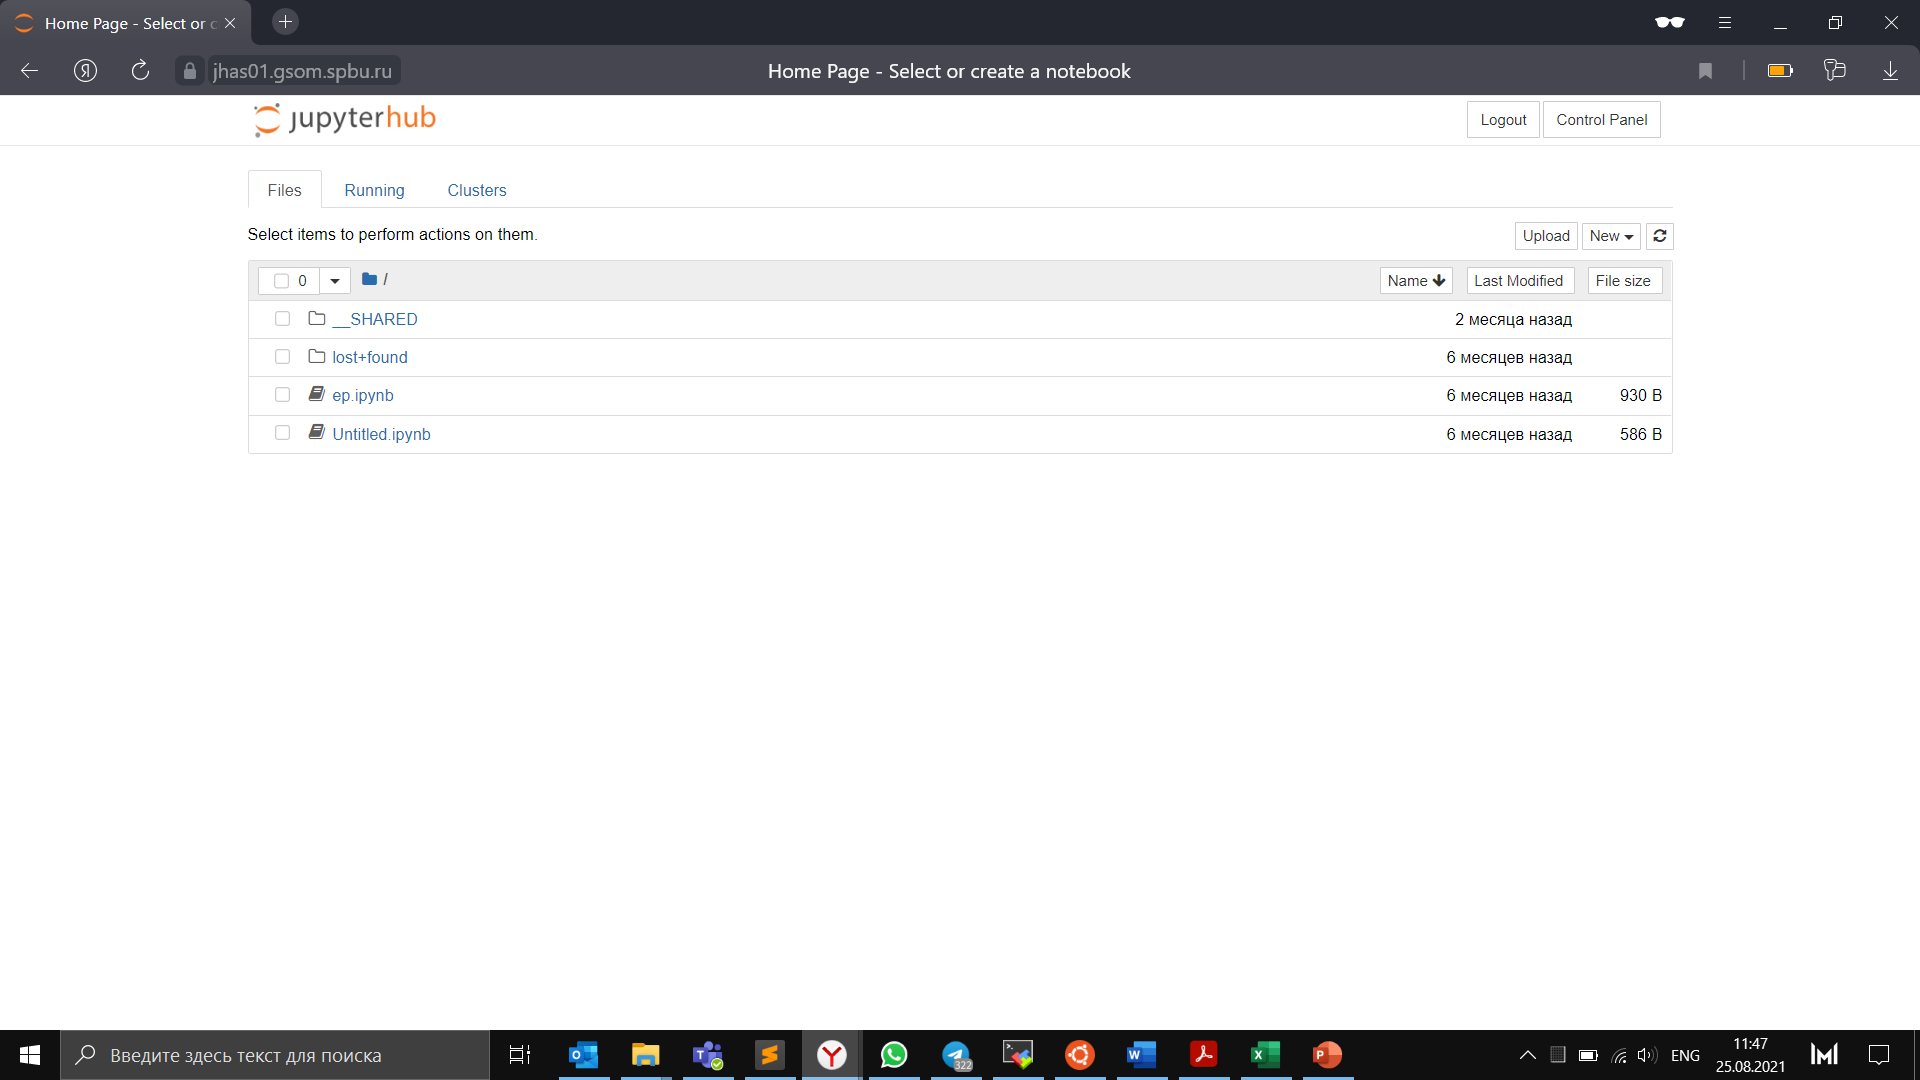 Home Page - Select or c
jhas01.gsom.spbu.ru
Home Page - Select or create a notebook
jupyterhub
Logout
Control Panel
Files
Running
Clusters
Select items to perform actions on them.
Upload
New
0
/
Name
Last Modified
File size
__SHARED
2 месяца назад
lost+found
6 месяцев назад
ep.ipynb
6 месяцев назад
930 B
Untitled.ipynb
6 месяцев назад
586 B
Введите здесь текст для поиска
322
ENG
11:47
25.08.2021